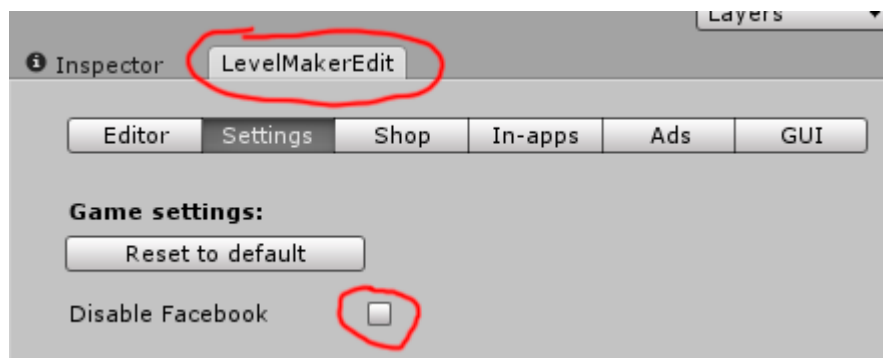 Layers
Inspector LevelMakerEdit
Editor Settings Shop In-apps Ads GUI
Game settings:
Reset to default
Disable Facebook